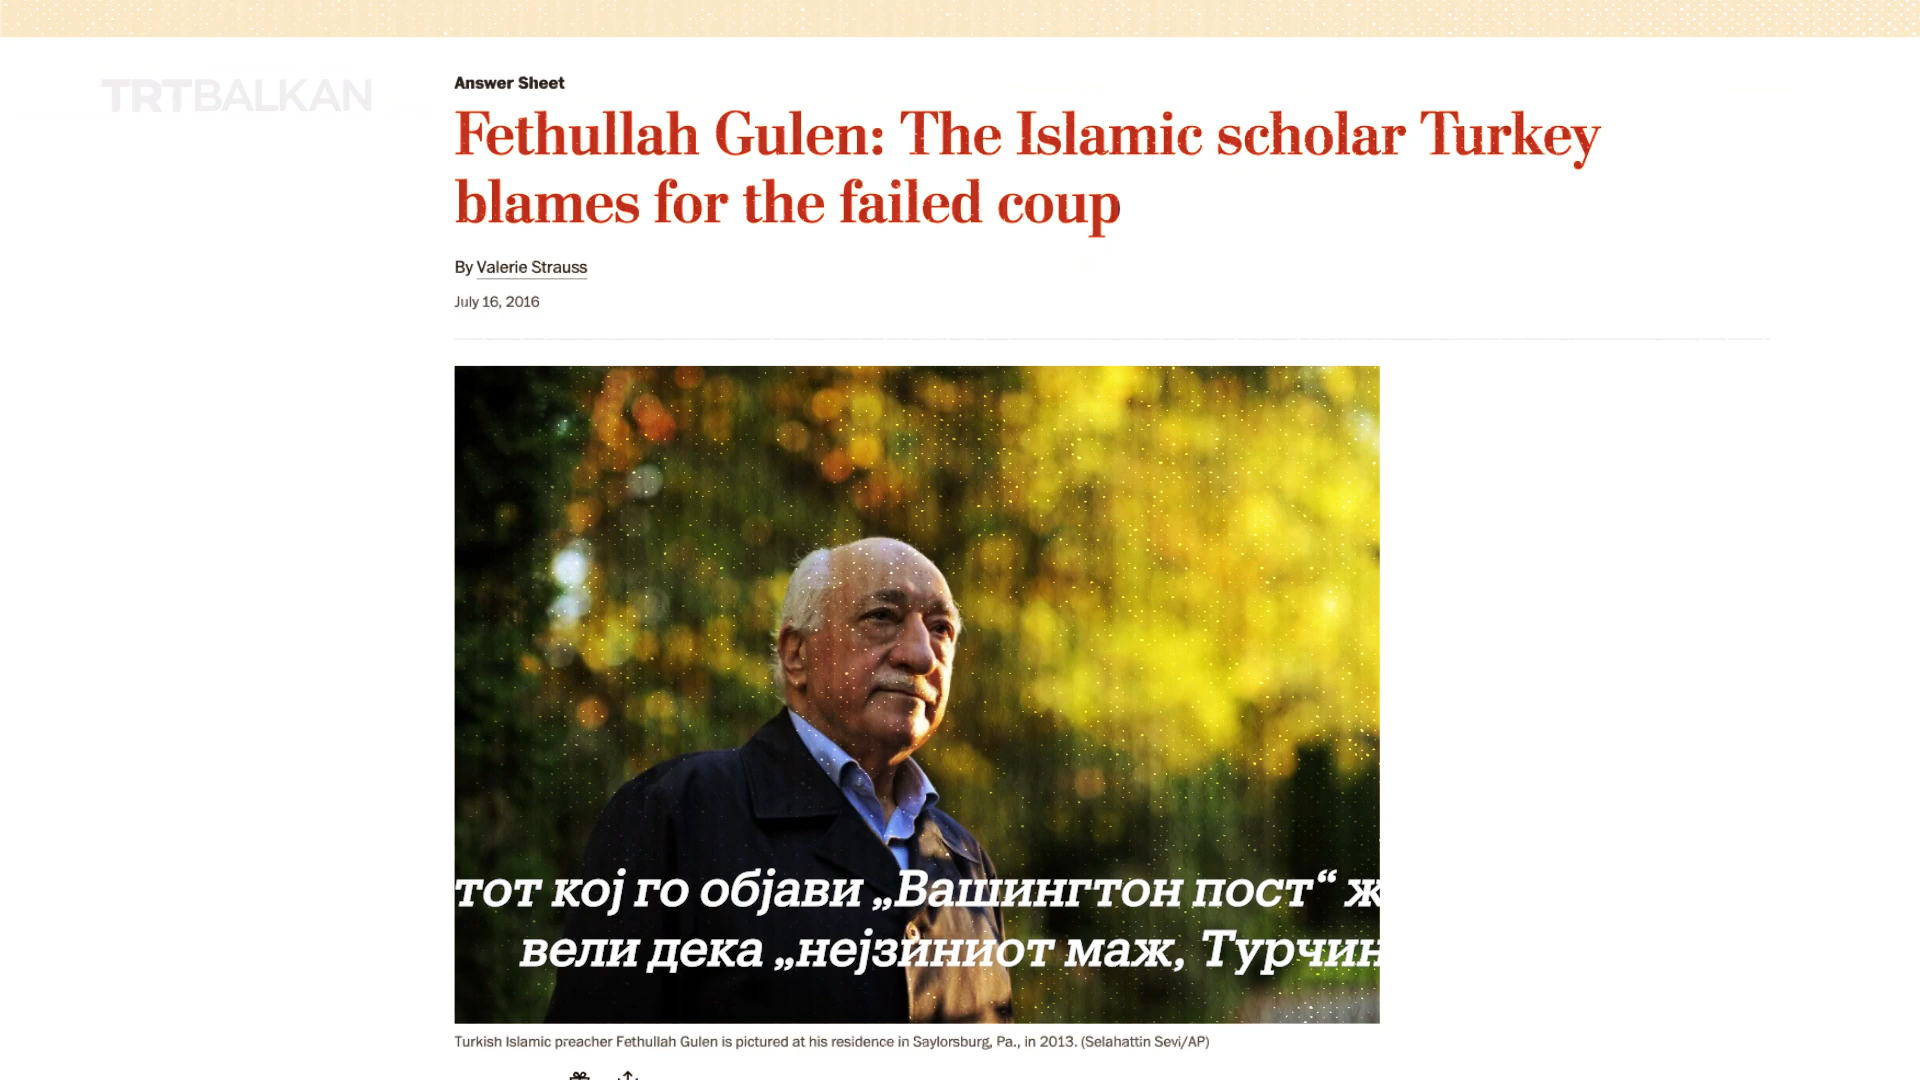 TRTBALKAN
Answer Sheet
Fethullah Gulen: The Islamic scholar Turkey
blames for the failed coup
By Valerie Strauss
July 16, 2016
тот кој го објави „Вашингтон пост“ ж
вели дека „нејзиниот маж, Турчин
Turkish Islamic preacher Fethullah Gulen is pictured at his residence in Saylorsburg, Pa., in 2013. (Selahattin Sevi/AP)